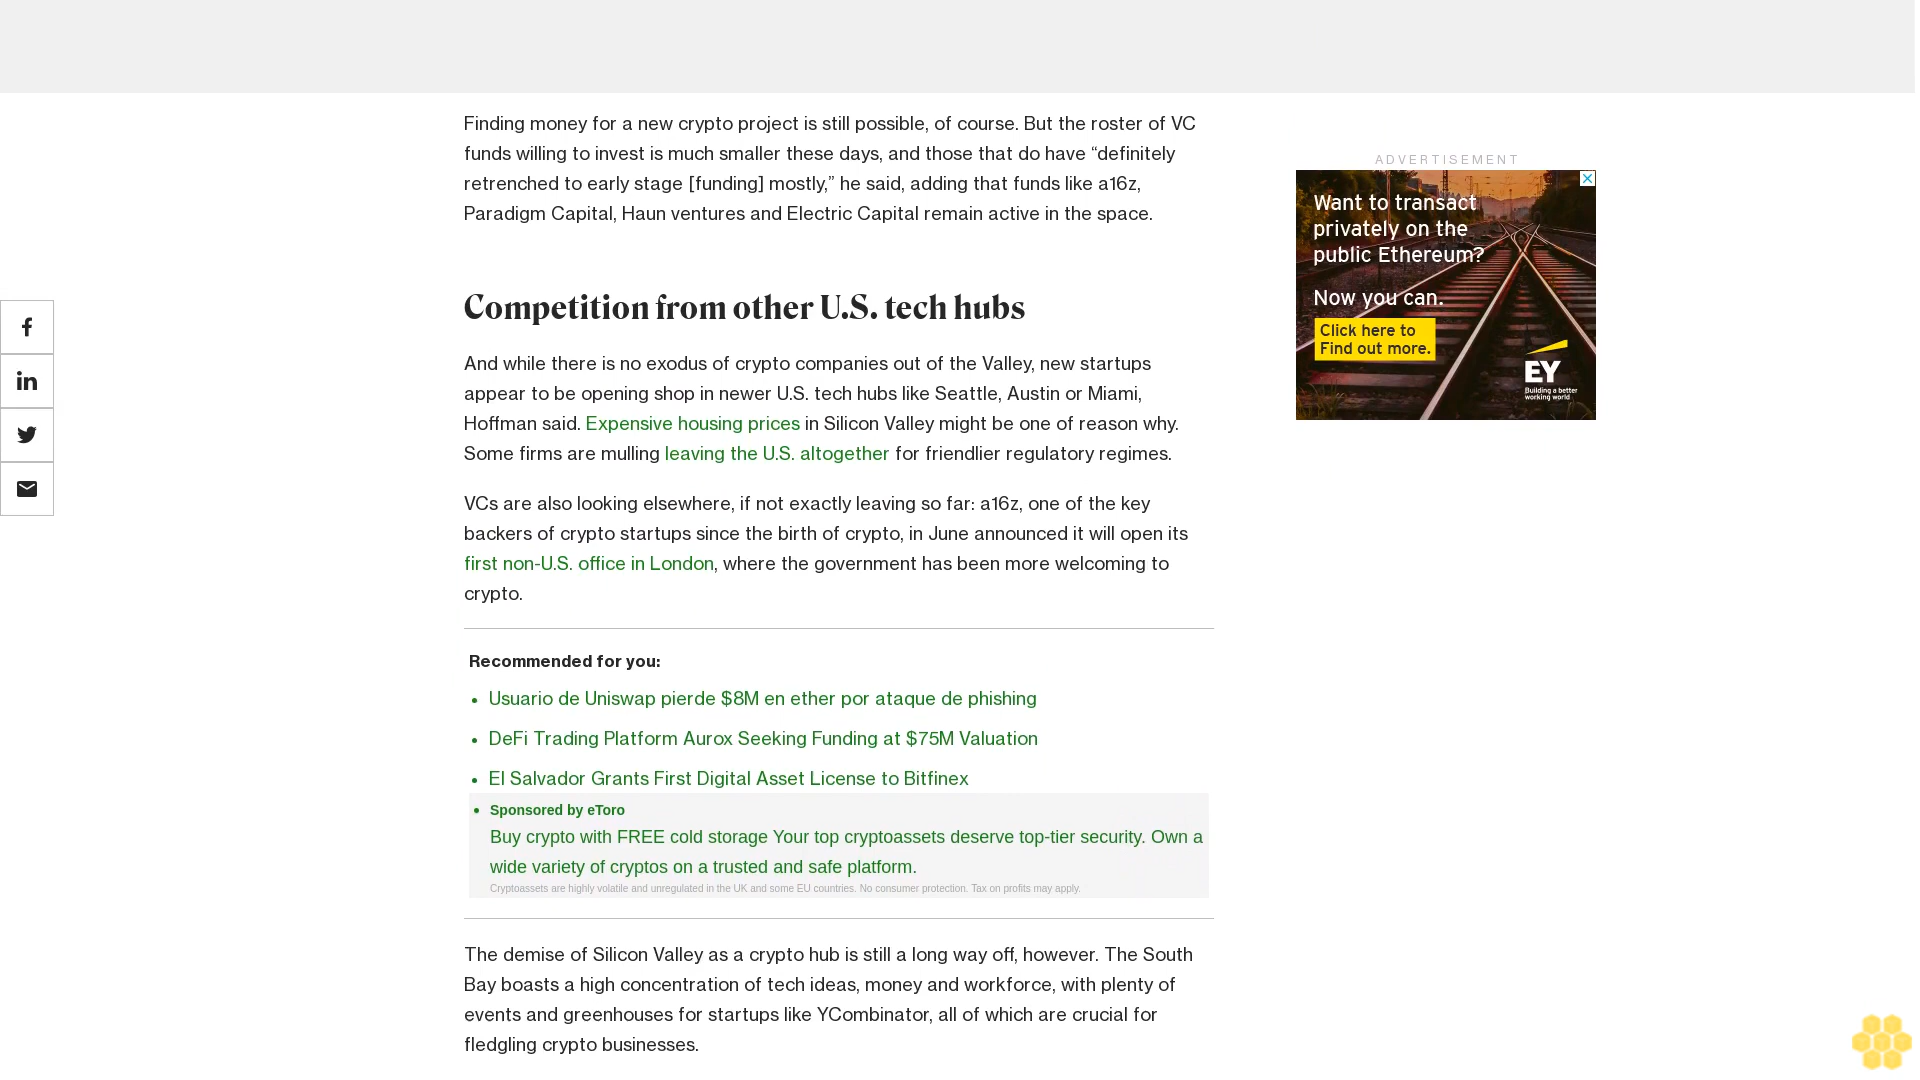 Finding money for a new crypto project is still possible, of course. But the roster of VC
funds willing to invest is much smaller these days, and those that do have “definitely
retrenched to early stage [funding] mostly,” he said, adding that funds like a16z,
Paradigm Capital, Haun ventures and Electric Capital remain active in the space.
Competition from other U.S. tech hubs
And while there is no exodus of crypto companies out of the Valley, new startups
appear to be opening shop in newer U.S. tech hubs like Seattle, Austin or Miami,
Hoffman said. Expensive housing prices in Silicon Valley might be one of reason why.
Some firms are mulling leaving the U.S. altogether for friendlier regulatory regimes.
VCs are also looking elsewhere, if not exactly leaving so far: a16z, one of the key
backers of crypto startups since the birth of crypto, in June announced it will open its
first non-U.S. office in London, where the government has been more welcoming to
crypto.
Recommended for you:
• Usuario de Uniswap pierde $8M en ether por ataque de phishing
• DeFi Trading Platform Aurox Seeking Funding at $75M Valuation
• El Salvador Grants First Digital Asset License to Bitfinex
• Sponsored by eToro
Buy crypto with FREE cold storage Your top cryptoassets deserve top-tier security. Own a
wide variety of cryptos on a trusted and safe platform.
Cryptoassets are highly volatile and unregulated in the UK and some EU countries. No consumer protection. Tax on profits may apply.
The demise of Silicon Valley as a crypto hub is still a long way off, however. The South
Bay boasts a high concentration of tech ideas, money and workforce, with plenty of
events and greenhouses for startups like YCombinator, all of which are crucial for
fledgling crypto businesses.
ADVERTISEMENT
Want to transact
privately on the
public Ethereum?
Now you can.
Click here to
Find out more.
EY
Building a better
working world